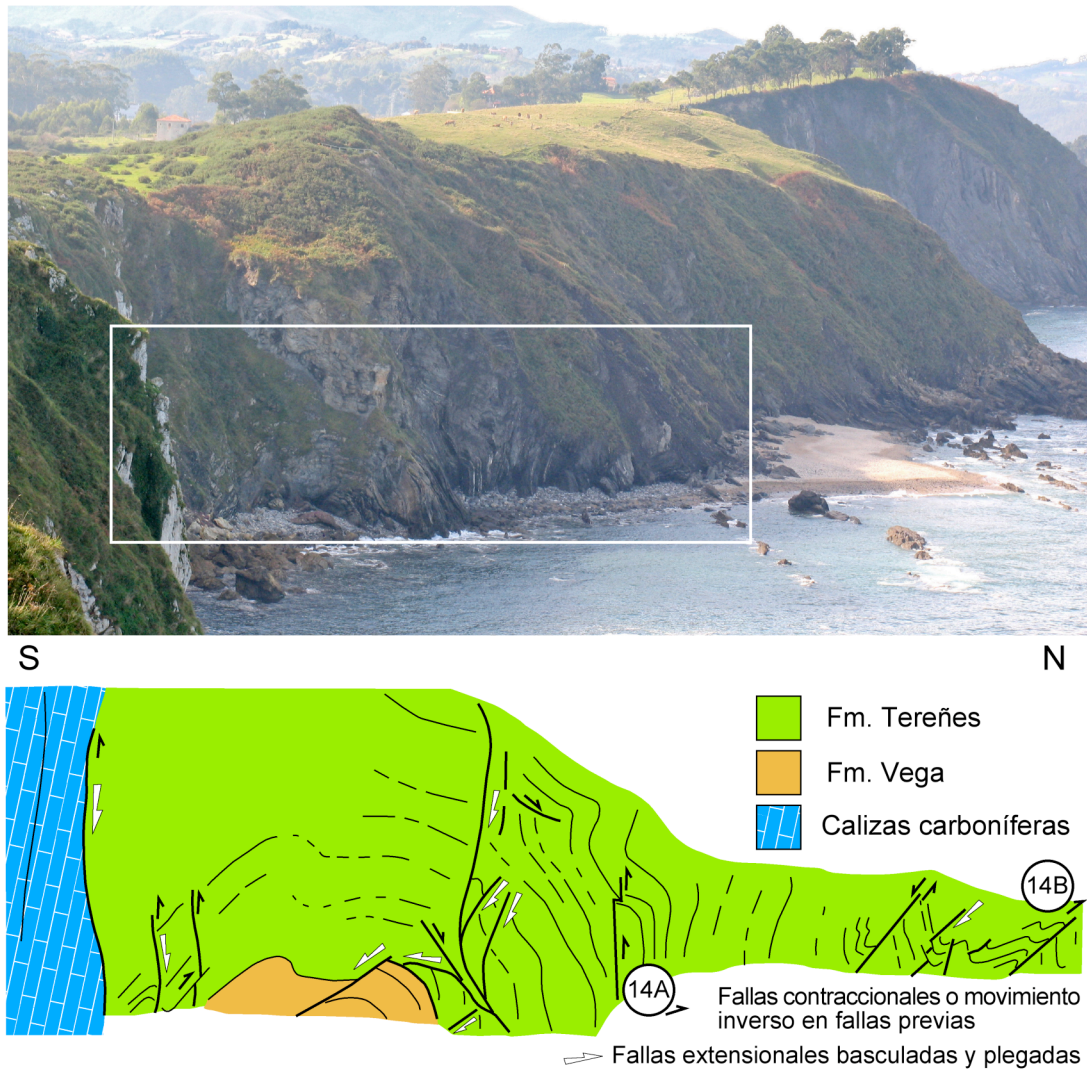 S
N
Fm. Tereñes
Fm. Vega
Calizas carboníferas
14B
14A
Fallas contraccionales o movimiento
inverso en fallas previas
Fallas extensionales basculadas y plegadas